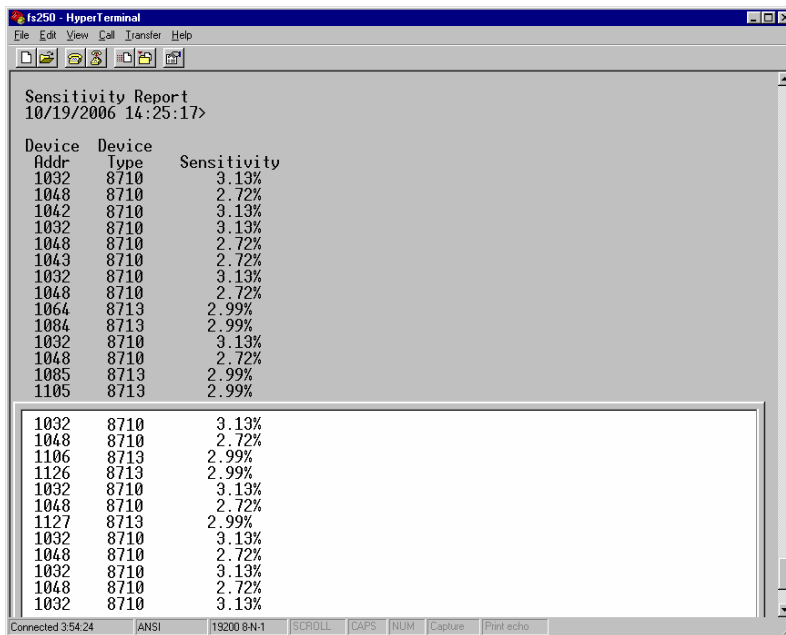 fs250 - HyperTerminal
File Edit View Call Transfer Help
Sensitivity Report
10/19/2006 14:25:17>
Device Device
Addr Type Sensitivity
1032 8710 3.13%
1048 8710 2.72%
1042 8710 3.13%
1032 8710 3.13%
1048 8710 2.72%
1043 8710 2.72%
1032 8710 3.13%
1048 8710 2.72%
1064 8713 2.99%
1084 8713 2.99%
1032 8710 3.13%
1048 8710 2.72%
1085 8713 2.99%
1105 8713 2.99%
1032 8710 3.13%
1048 8710 2.72%
1106 8713 2.99%
1126 8713 2.99%
1032 8710 3.13%
1048 8710 2.72%
1127 8713 2.99%
1032 8710 3.13%
1048 8710 2.72%
1032 8710 3.13%
1048 8710 2.72%
1032 8710 3.13%
Connected 3:54:24 ANSI 19200 8-N-1 SCROLL CAPS NUM Capture Print echo